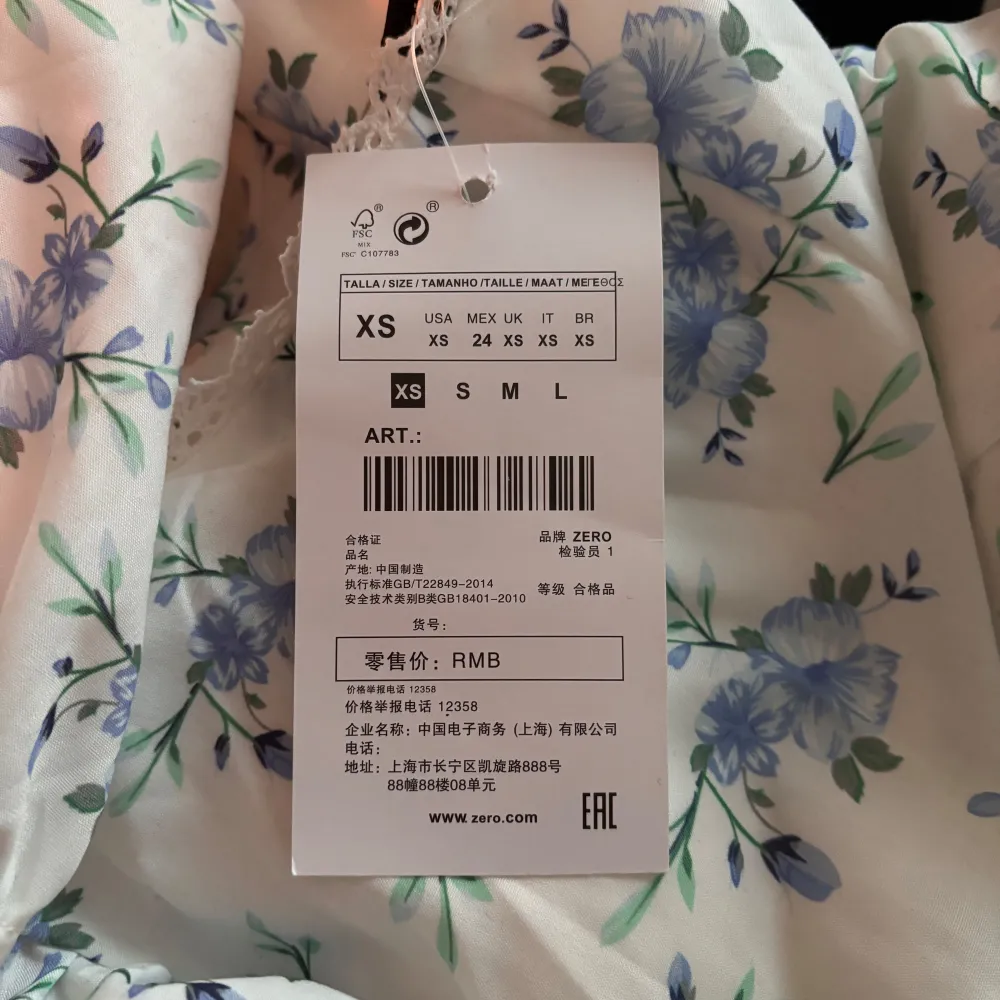 ® ®
FSC
MIX
FSC® C107783
TALLA / SIZE / TAMANHO /TAILLE / MAAT / ΜΕΓΕΘΟΣ
XS USA MEX UK IT BR
XS 24 XS XS XS
XS S M L
ART.:
合格证 品牌 ZERO
品名 检验员 1
产地: 中国制造
执行标准GB/T22849-2014 等级 合格品
安全技术类别B类GB18401-2010
货号:
零售价: RMB
价格举报电话 12358
价格举报电话 12358
企业名称: 中国电子商务 (上海) 有限公司
电话:
地址: 上海市长宁区凯旋路888号
88幢88楼08单元
www.zero.com EAC